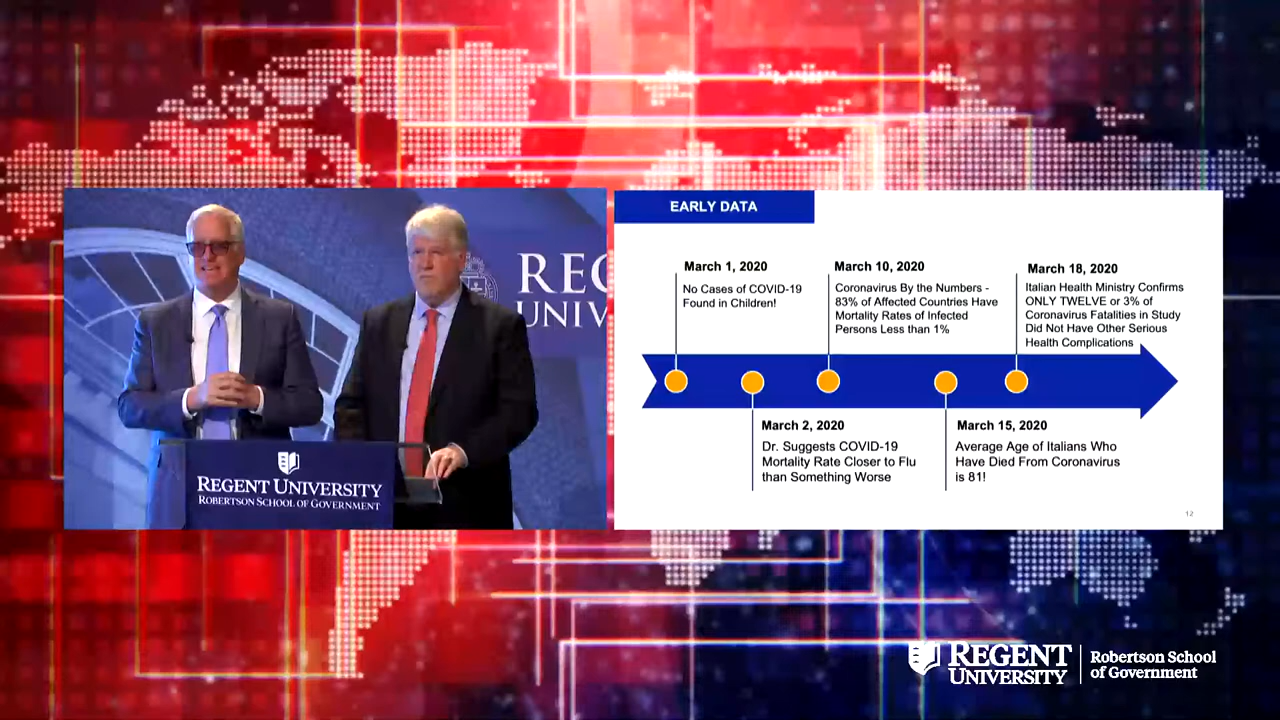 REG
UNIV
REGENT UNIVERSITY
ROBERTSON SCHOOL OF GOVERNMENT
EARLY DATA
March 1, 2020
No Cases of COVID-19
Found in Children!
March 10, 2020
Coronavirus By the Numbers -
83% of Affected Countries Have
Mortality Rates of Infected
Persons Less than 1%
March 18, 2020
Italian Health Ministry Confirms
ONLY TWELVE or 3% of
Coronavirus Fatalities in Study
Did Not Have Other Serious
Health Complications
March 2, 2020
Dr. Suggests COVID-19
Mortality Rate Closer to Flu
than Something Worse
March 15, 2020
Average Age of Italians Who
Have Died From Coronavirus
is 81!
12
REGENT
UNIVERSITY
Robertson School
of Government